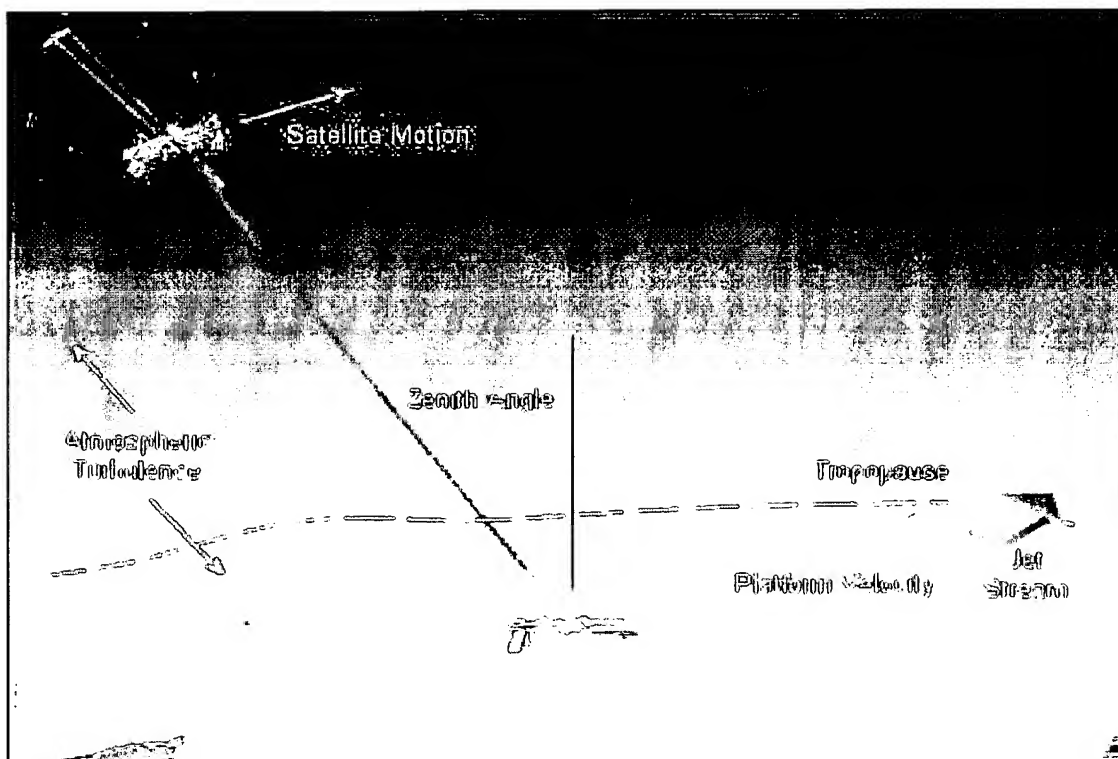 Satellite Motion
Zenith Angle
Atmospheric
Turbulence
Tropopause
Jet
Stream
Platform Velocity